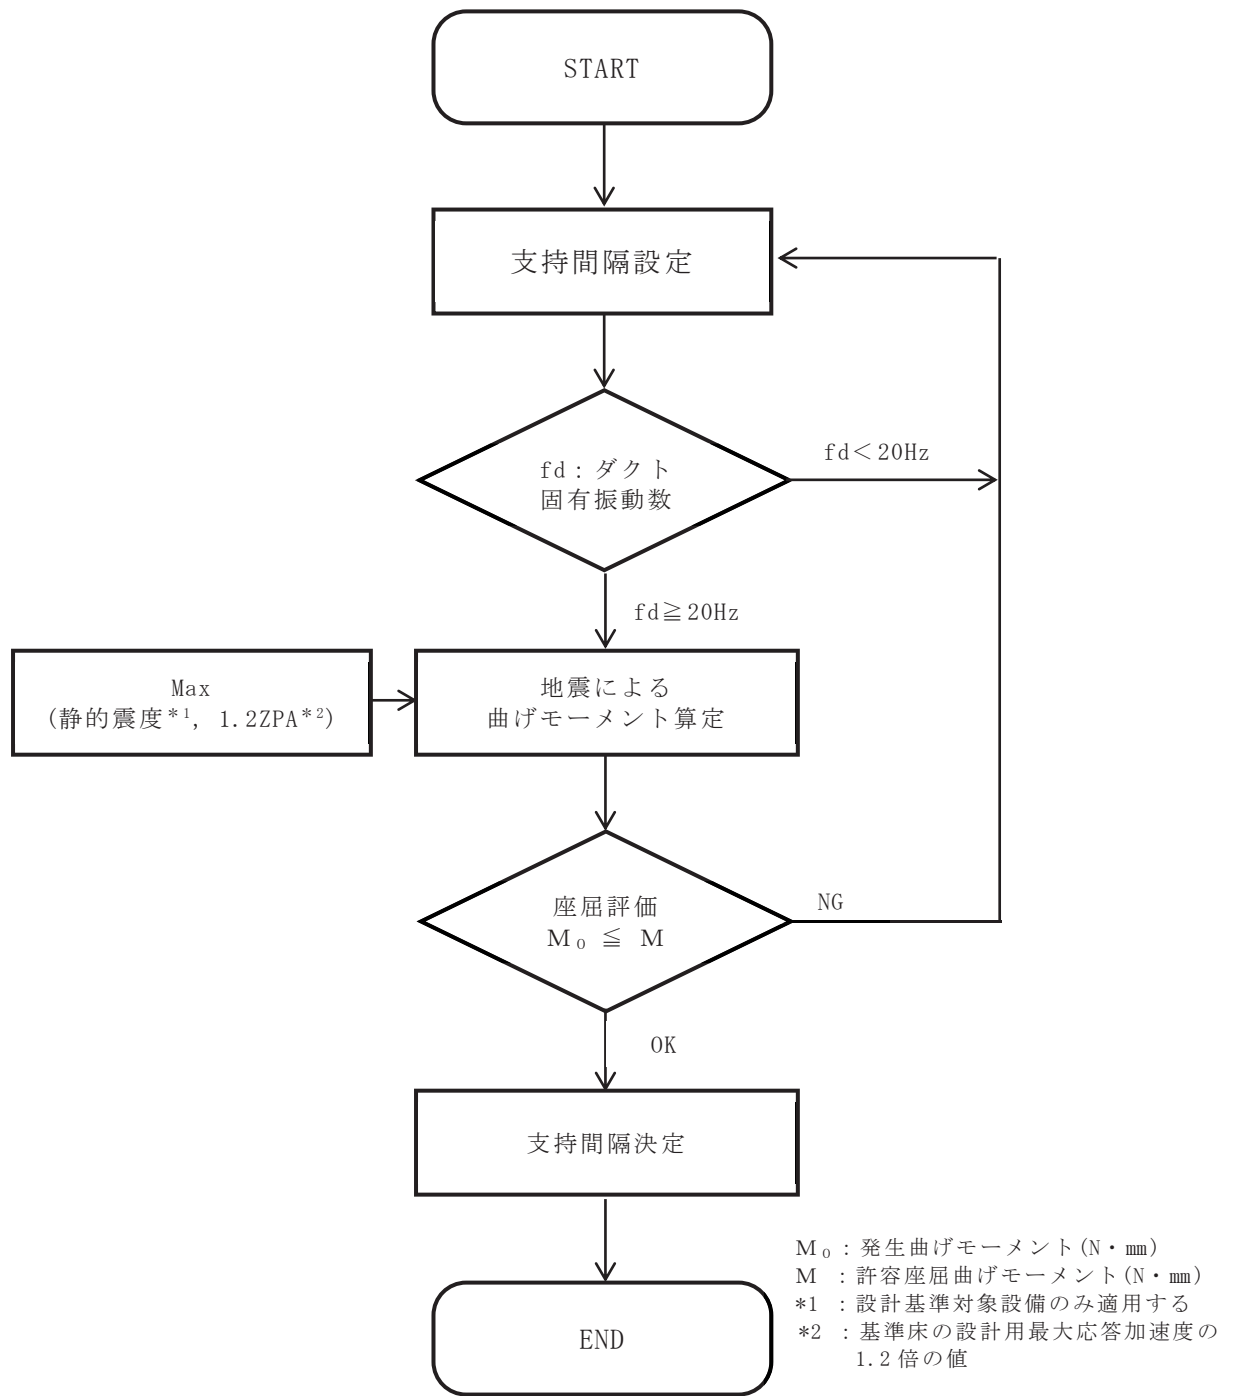 START
支持間隔設定
fd：ダクト
固有振動数
fd＜20Hz
fd≧20Hz
Max
(静的震度*1, 1.2ZPA*2)
地震による
曲げモーメント算定
座屈評価
M0 ≦ M
NG
OK
支持間隔決定
END
M0：発生曲げモーメント(N・㎜)
M ：許容座屈曲げモーメント(N・㎜)
*1 ：設計基準対象設備のみ適用する
*2 ：基準床の設計用最大応答加速度の
1.2倍の値